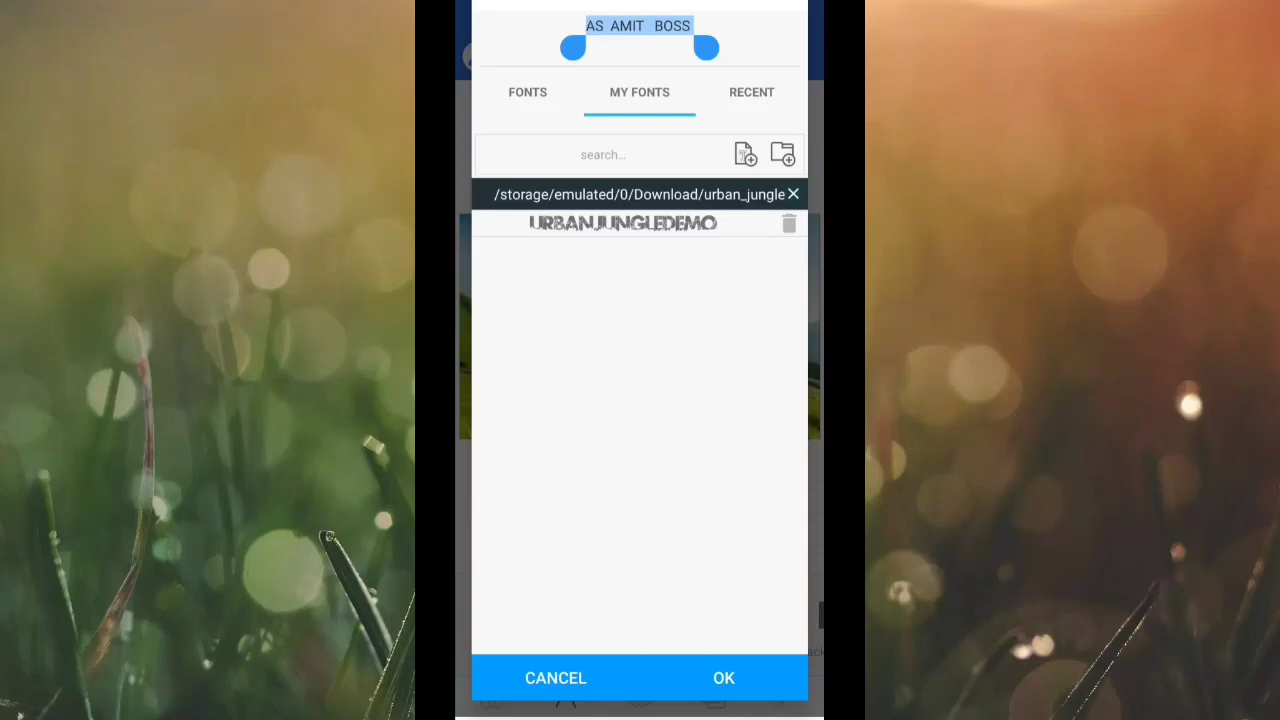 AS AMIT BOSS
FONTS MY FONTS RECENT
search...
/storage/emulated/0/Download/urban_jungle
URBANJUNGLEDEMO
CANCEL OK